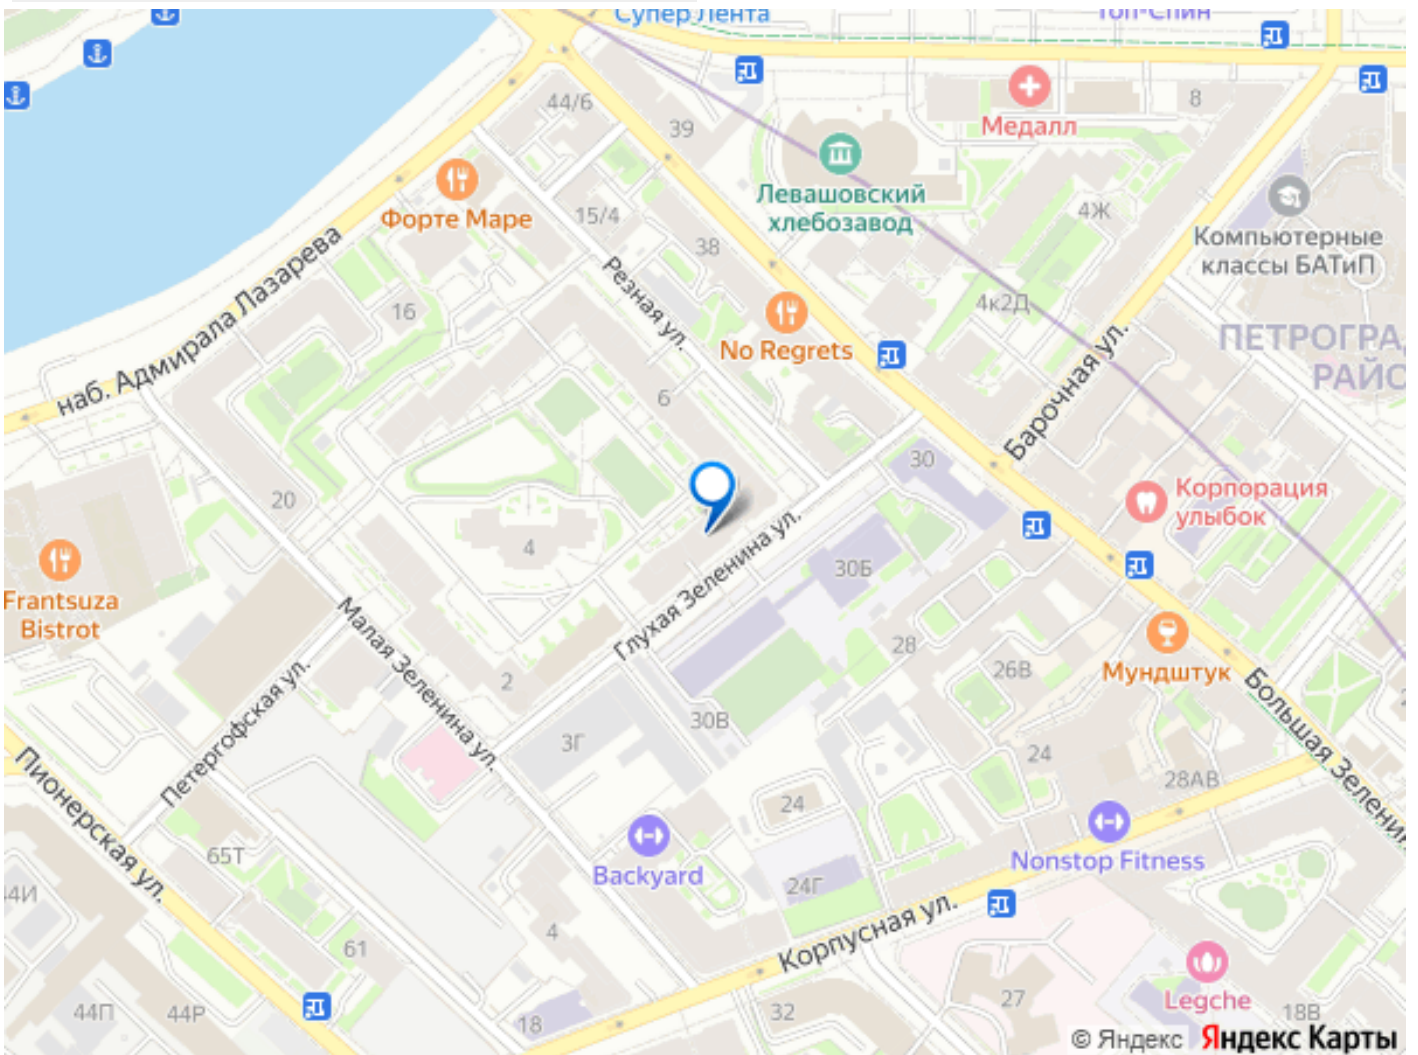 Супер Лента
Топ-Спин
44/6
39
8
Медалл
Левашовский
хлебозавод
Форте Маре
15/4
4Ж
38
Компьютерные
классы БАТиП
наб. Адмирала Лазарева
16
Резная ул.
4к2Д
No Regrets
Барочная ул.
6
30
20
Корпорация
улыбок
4
30Б
Глухая Зеленина ул.
Frantsuza
Bistrot
Малая Зеленина ул.
28
26В
Мундштук
2
Петергофская ул.
30В
3Г
24
28АВ
Большая Зеленин
Пионерская ул.
24
65Т
Backyard
Nonstop Fitness
24Г
44И
4
Корпусная ул.
61
Legche
27
44П
44Р
18
32
18В
© Яндекс Яндекс Карты